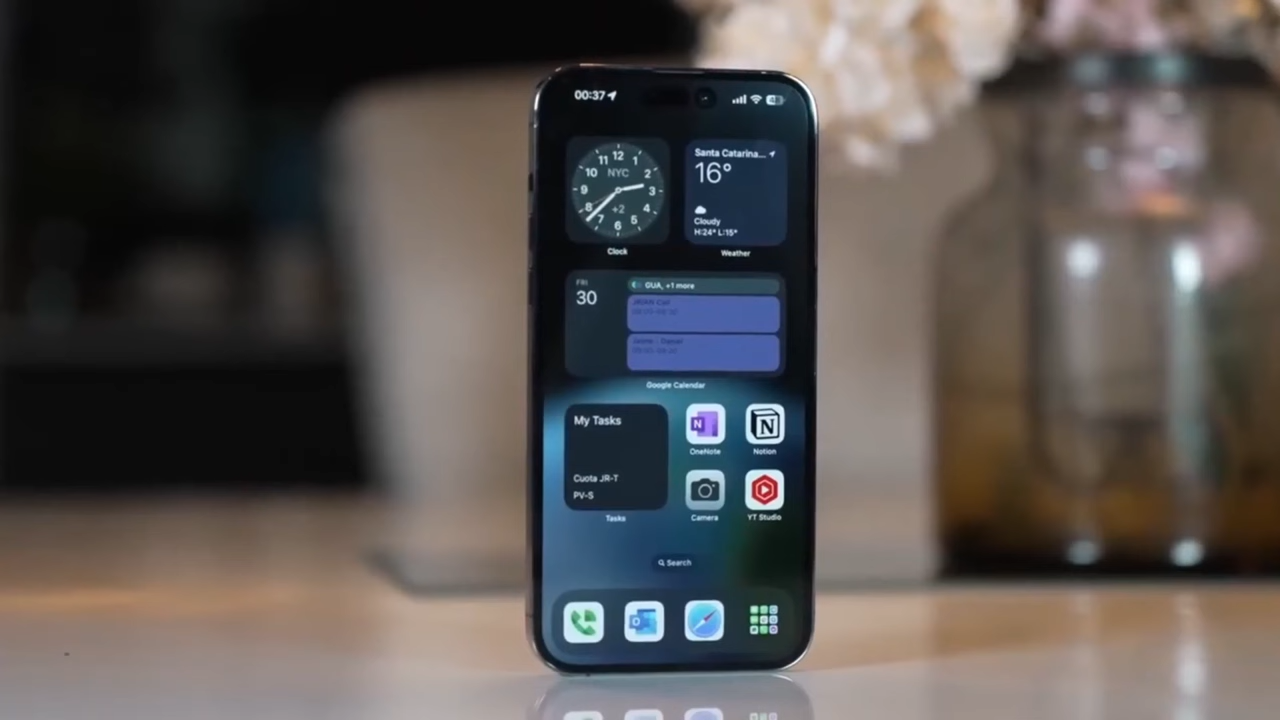 00:37
12
11 1
10 NYC 2
9 3
8 +2 4
7 5
6
Clock
Santa Catarina...
16°
Cloudy
H:24° L:15°
Weather
FRI
30
GUA, +1 more
Google Calendar
My Tasks
Cuota JR-T
PV-S
Tasks
N
OneNote
N
Notion
Camera
YT Studio
Search